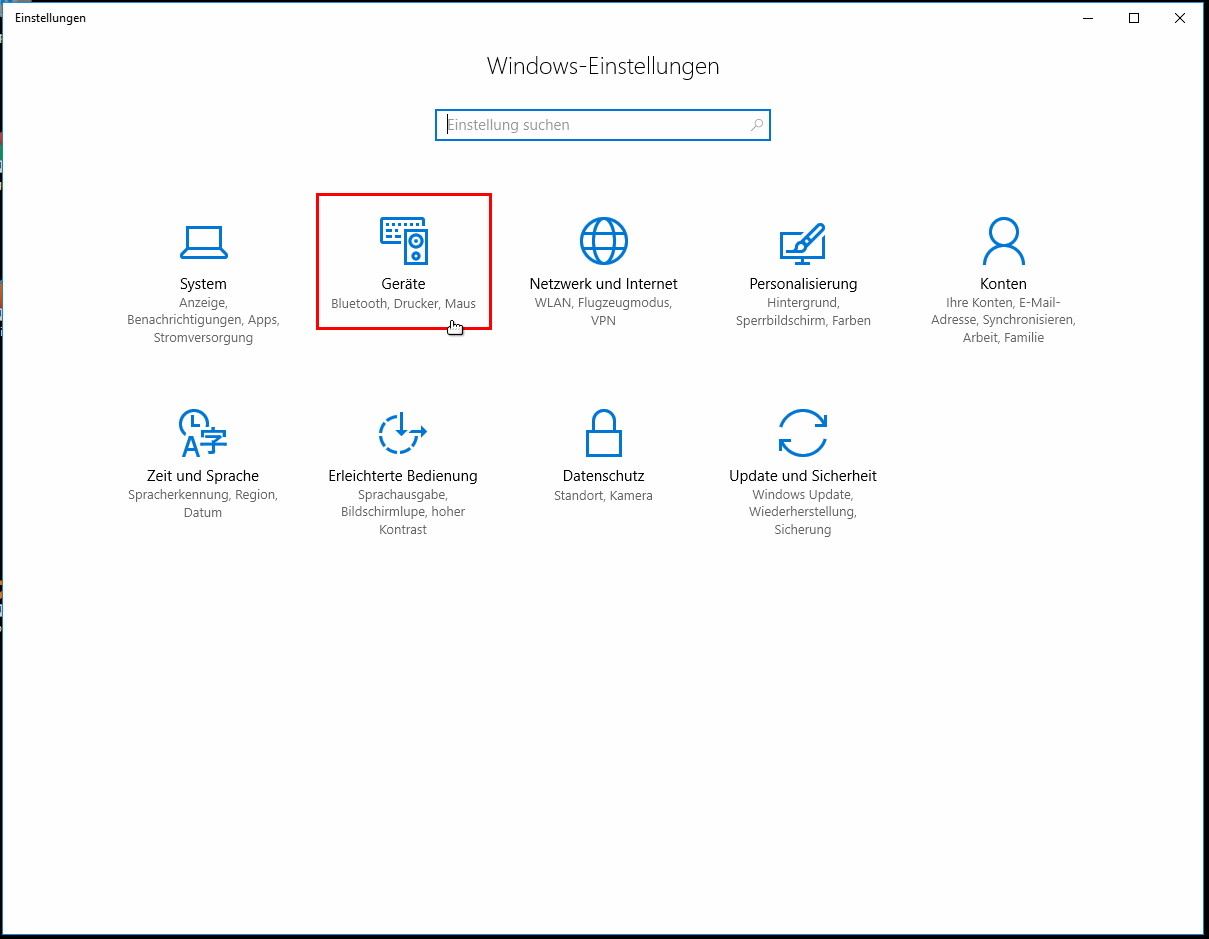 Einstellungen
Windows-Einstellungen
Einstellung suchen
System
Anzeige,
Benachrichtigungen, Apps,
Stromversorgung
Geräte
Bluetooth, Drucker, Maus
Netzwerk und Internet
WLAN, Flugzeugmodus,
VPN
Personalisierung
Hintergrund,
Sperrbildschirm, Farben
Konten
Ihre Konten, E-Mail-
Adresse, Synchronisieren,
Arbeit, Familie
Zeit und Sprache
Spracherkennung, Region,
Datum
Erleichterte Bedienung
Sprachausgabe,
Bildschirmlupe, hoher
Kontrast
Datenschutz
Standort, Kamera
Update und Sicherheit
Windows Update,
Wiederherstellung,
Sicherung